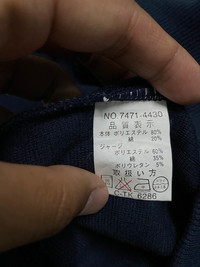 NO.7471-4430
品質表示
本体 ポリエステル 80%
綿 20%
ジャージ
ポリエステル 60%
綿 35%
ポリウレタン 5%
取扱い方
C-TK 6286